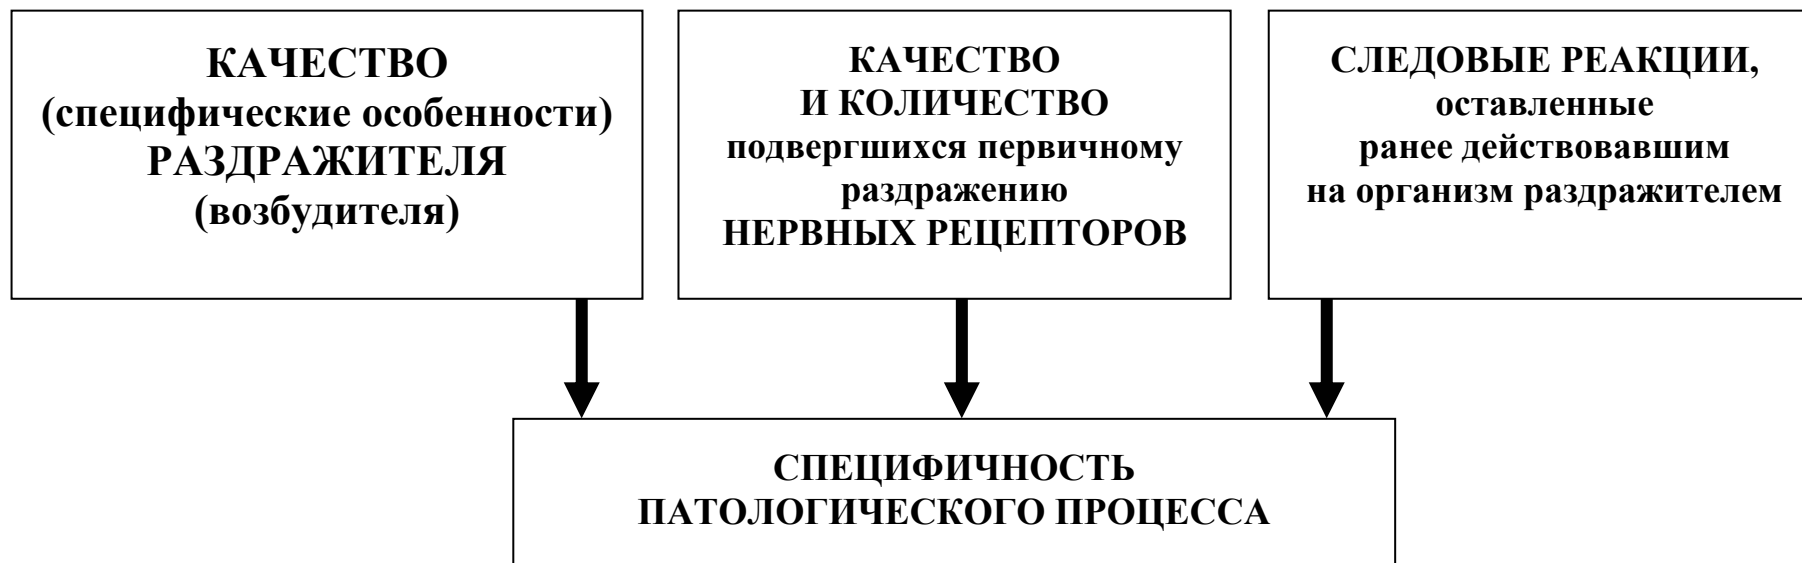 КАЧЕСТВО
(специфические особенности)
РАЗДРАЖИТЕЛЯ
(возбудителя)
КАЧЕСТВО
И КОЛИЧЕСТВО
подвергшихся первичному
раздражению
НЕРВНЫХ РЕЦЕПТОРОВ
СЛЕДОВЫЕ РЕАКЦИИ,
оставленные
ранее действовавшим
на организм раздражителем
СПЕЦИФИЧНОСТЬ
ПАТОЛОГИЧЕСКОГО ПРОЦЕССА